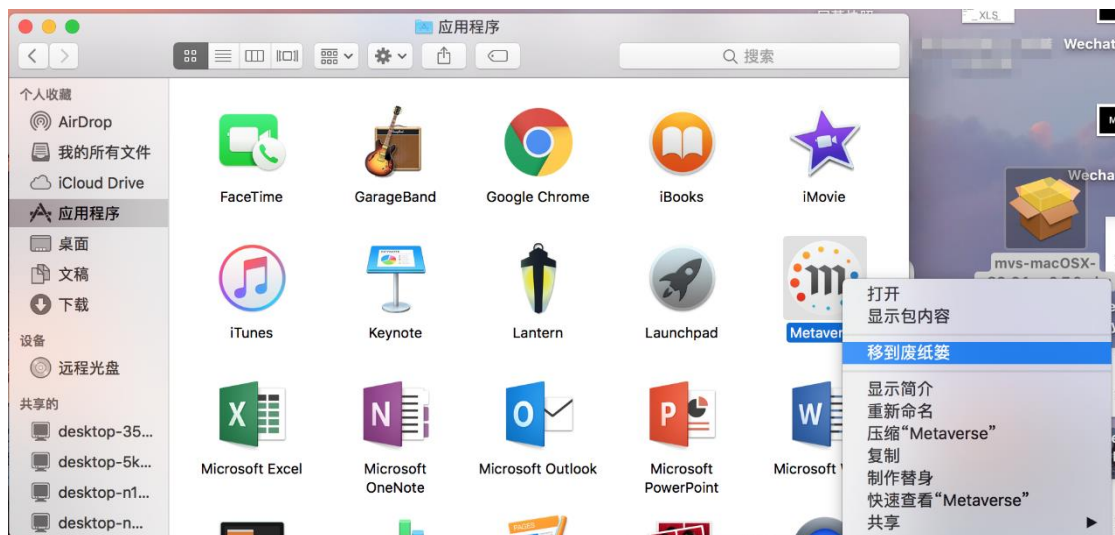 应用程序
搜索
个人收藏
AirDrop
我的所有文件
iCloud Drive
应用程序
桌面
文稿
下载
设备
远程光盘
共享的
desktop-35...
desktop-5k...
desktop-n1...
desktop-n...
FaceTime
GarageBand
Google Chrome
iBooks
iMovie
iTunes
Keynote
Lantern
Launchpad
Microsoft Excel
Microsoft
OneNote
Microsoft Outlook
Microsoft
PowerPoint
Microsoft
PAGES
打开
显示包内容
移到废纸篓
显示简介
重新命名
压缩“Metaverse”
复制
制作替身
快速查看“Metaverse”
共享
XLS
Wechat
mvs-macOSX-